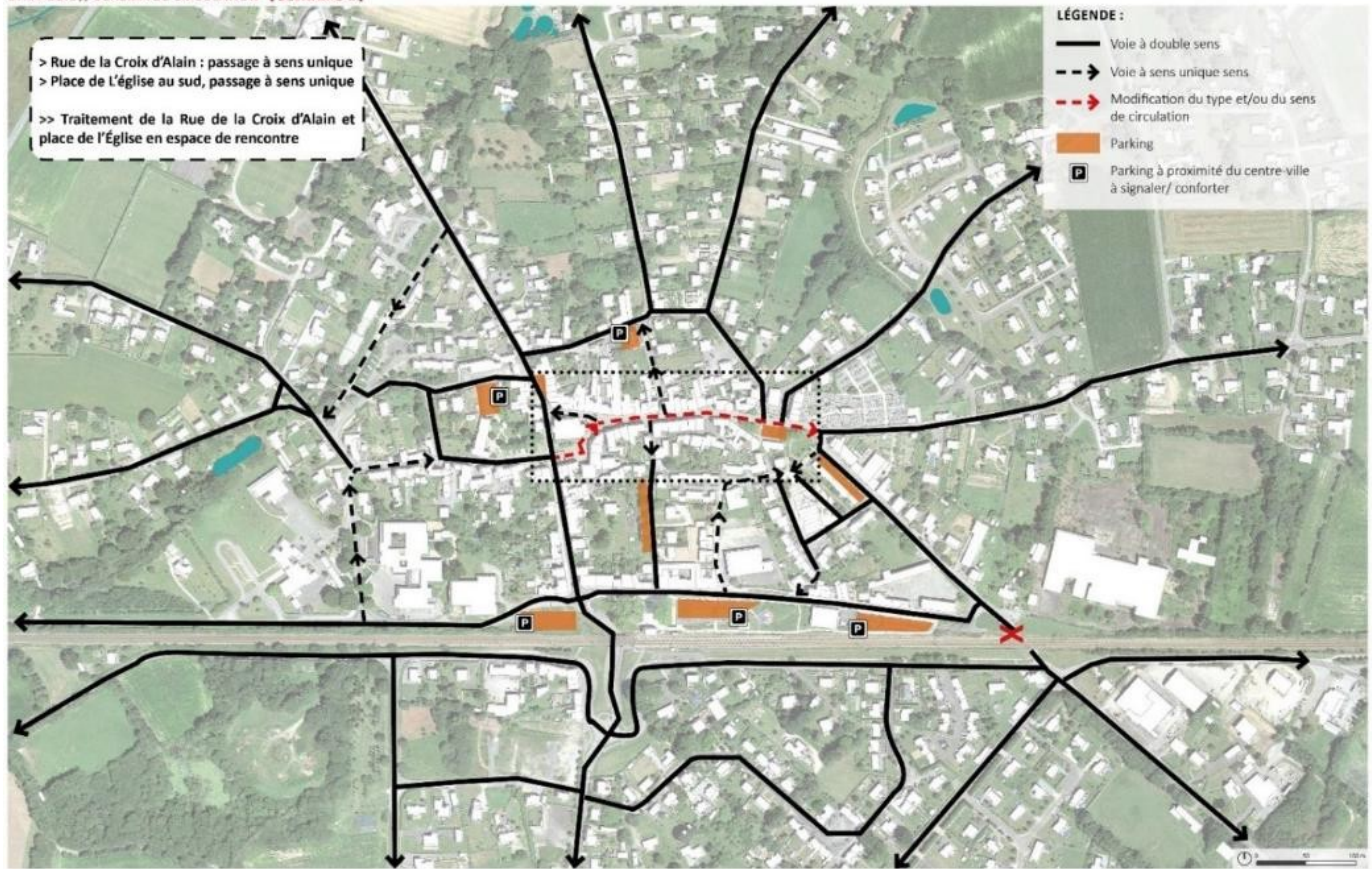 > Rue de la Croix d'Alain : passage à sens unique
> Place de L'église au sud, passage à sens unique
>> Traitement de la Rue de la Croix d'Alain et
place de l'Église en espace de rencontre
LÉGENDE :
Voie à double sens
Voie à sens unique sens
Modification du type et/ou du sens
de circulation
Parking
P
Parking à proximité du centre-ville
à signaler/ conforter
P
P
P
P
P
0 50 100m